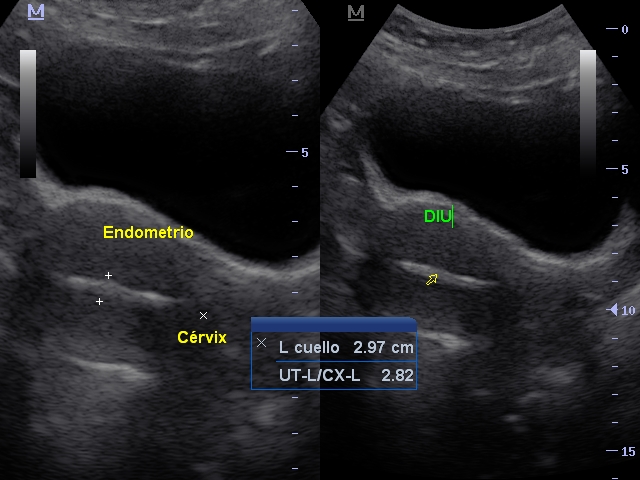 M
M
0
5
5
10
15
Endometrio
DIU
Cérvix
L cuello 2.97 cm
UT-L/CX-L 2.82